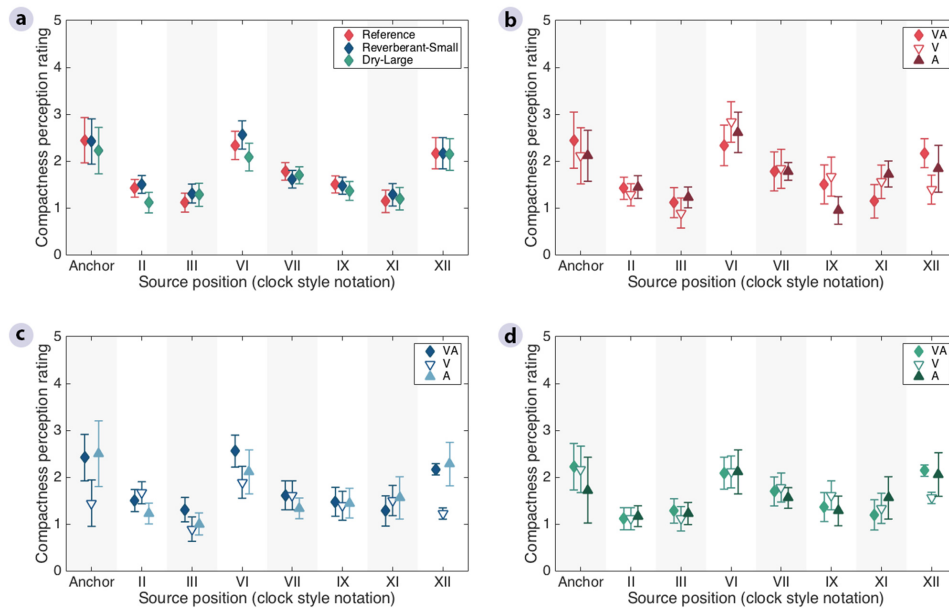 a
5
4
3
2
1
0
Compactness perception rating
Reference
Reverberant-Small
Dry-Large
Anchor II III VI VII IX XI XII
Source position (clock style notation)
b
5
4
3
2
1
0
Compactness perception rating
VA
V
A
Anchor II III VI VII IX XI XII
Source position (clock style notation)
c
5
4
3
2
1
0
Compactness perception rating
VA
V
A
Anchor II III VI VII IX XI XII
Source position (clock style notation)
d
5
4
3
2
1
0
Compactness perception rating
VA
V
A
Anchor II III VI VII IX XI XII
Source position (clock style notation)